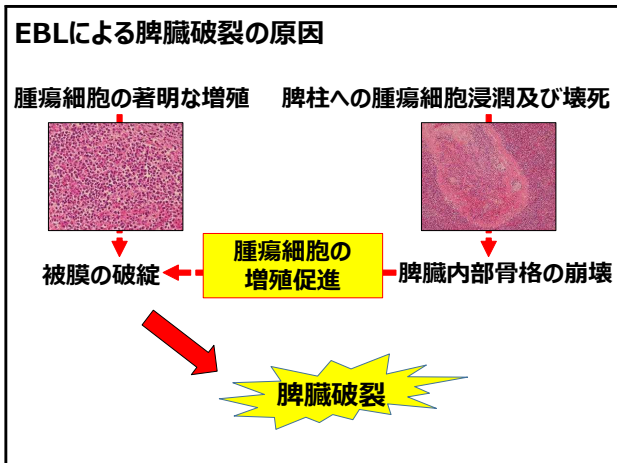 EBLによる脾臓破裂の原因
腫瘍細胞の著明な増殖
脾柱への腫瘍細胞浸潤及び壊死
被膜の破綻
腫瘍細胞の
増殖促進
脾臓内部骨格の崩壊
脾臓破裂